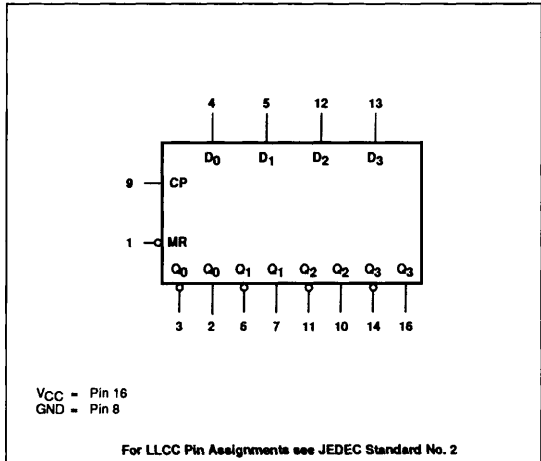 4 5 12 13
D0 D1 D2 D3
9 CP
1 MR
Q0 Q0 Q1 Q1 Q2 Q2 Q3 Q3
3 2 6 7 11 10 14 16
VCC = Pin 16
GND = Pin 8
For LLCC Pin Assignments see JEDEC Standard No. 2